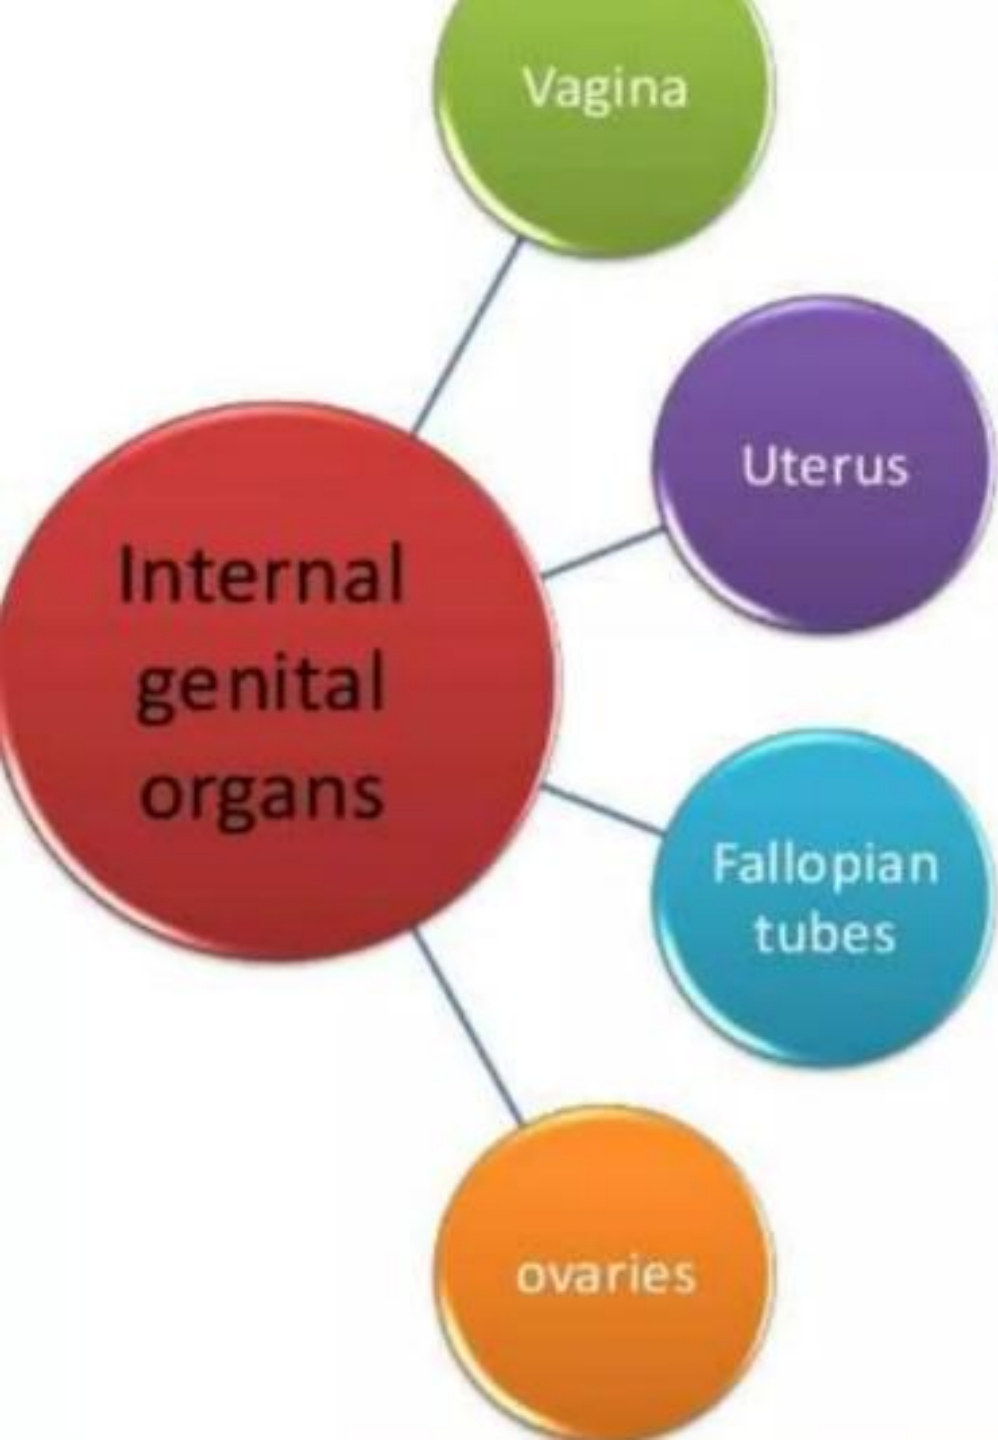 Vagina
Uterus
Internal
genital
organs
Fallopian
tubes
ovaries